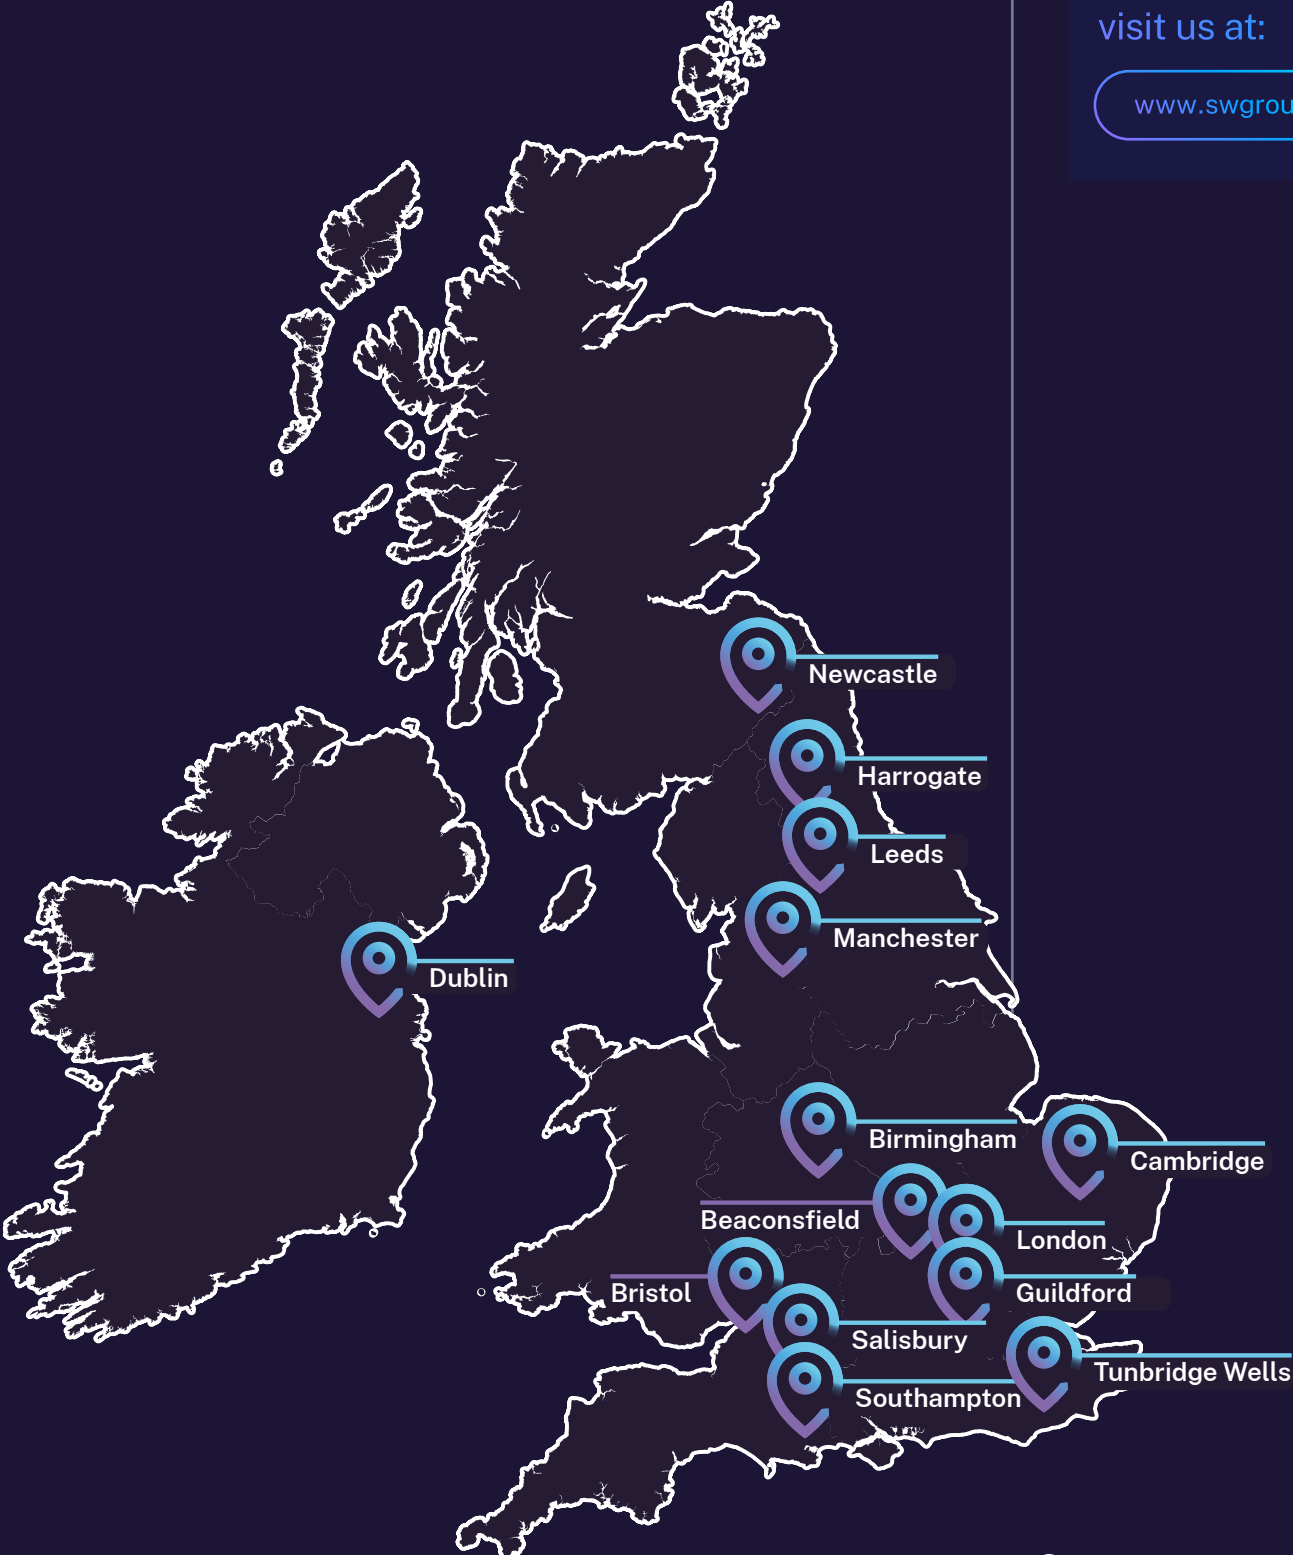 visit us at:
www.swgrou
Newcastle
Harrogate
Leeds
Manchester
Dublin
Birmingham
Cambridge
Beaconsfield
London
Bristol
Guildford
Salisbury
Tunbridge Wells
Southampton